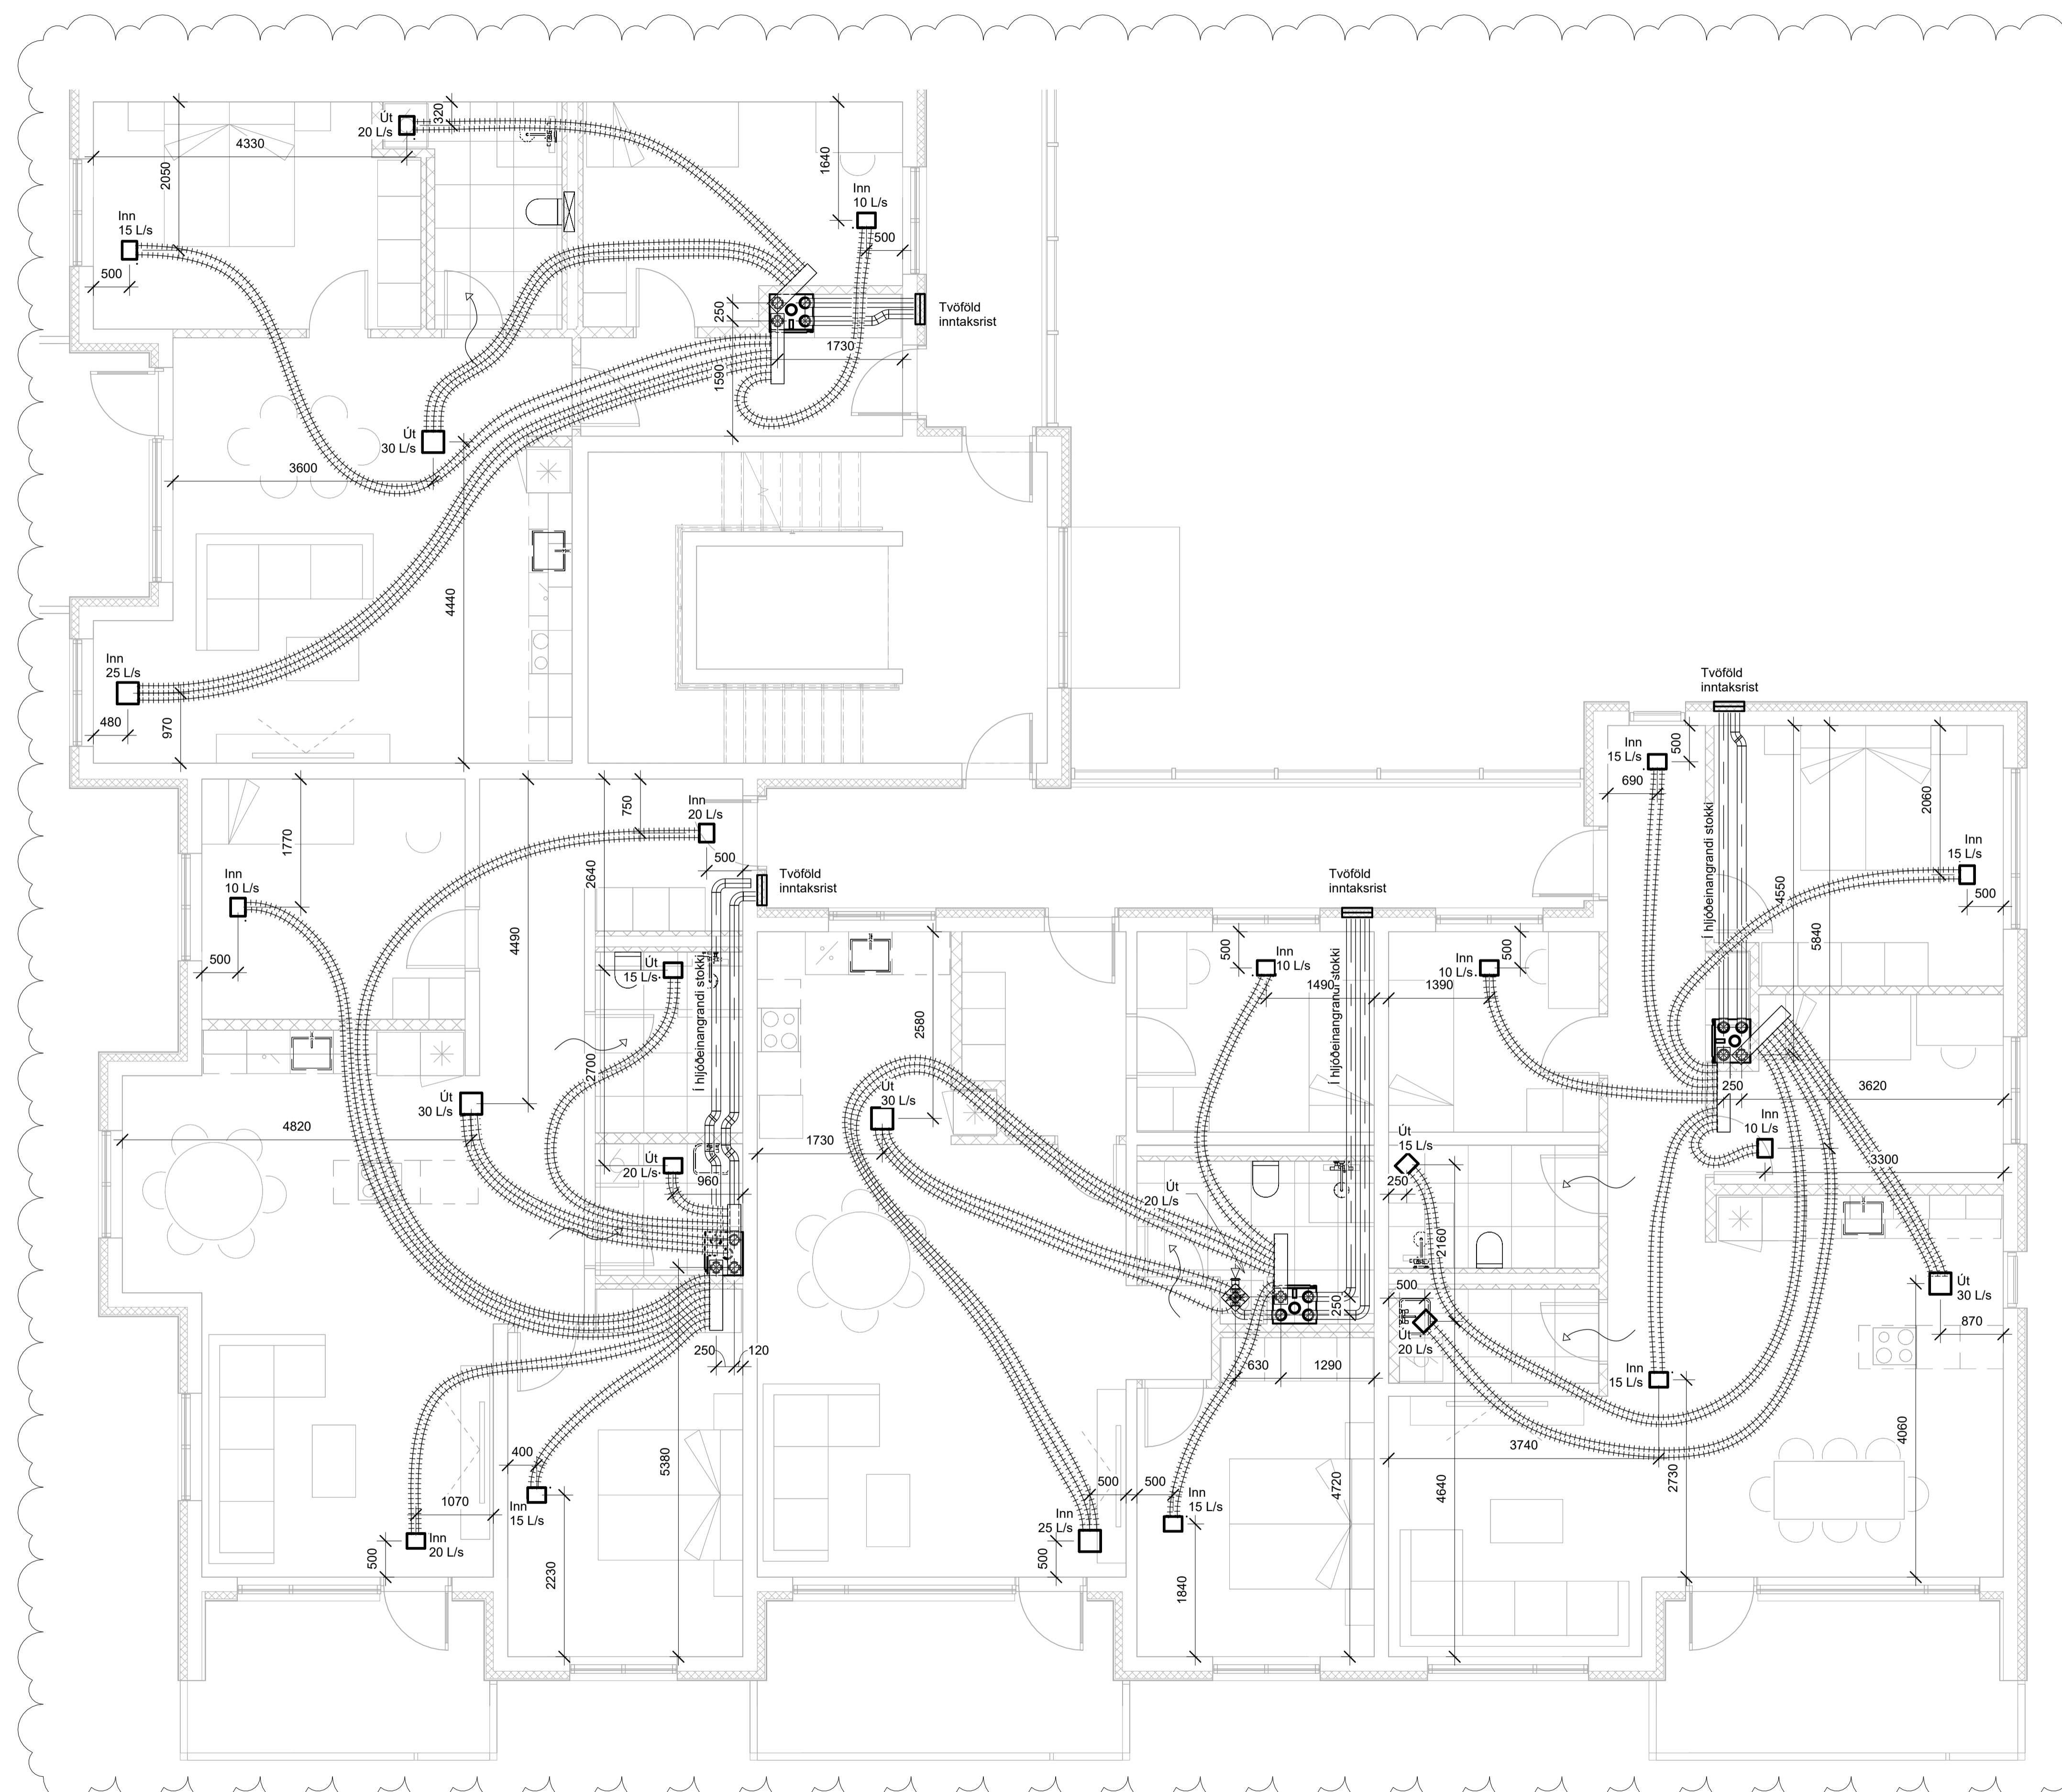 Út
20 L/s
320
4330
2050
1640
Inn
10 L/s
Inn
15 L/s
500
500
250
Tvöföld
inntaksrist
1730
1590
Út
30 L/s
3600
4440
Inn
25 L/s
480
970
Tvöföld
inntaksrist
Inn
15 L/s
500
690
2060
Í hljóðeinangrandi stokki
Inn
15 L/s
500
4550
5840
750
Inn
20 L/s
1770
500
2640
Tvöföld
inntaksrist
Tvöföld
inntaksrist
Inn
10 L/s
500
4490
Út
15 L/s
Í hljóðeinangrandi stokki
2700
2580
500
Inn
10 L/s
1490
Í hljóðeinangrandi stokki
1390
Inn
10 L/s
500
Út
30 L/s
4820
Út
20 L/s
960
Út
30 L/s
1730
250
3620
Inn
10 L/s
3300
Út
15 L/s
250
Út
20 L/s
2160
500
250
Út
20 L/s
Út
30 L/s
870
250
120
630
1290
Inn
15 L/s
5380
400
1070
Inn
15 L/s
Inn
20 L/s
500
2230
500
500
Inn
25 L/s
500
Inn
15 L/s
1840
4720
4640
3740
2730
4060